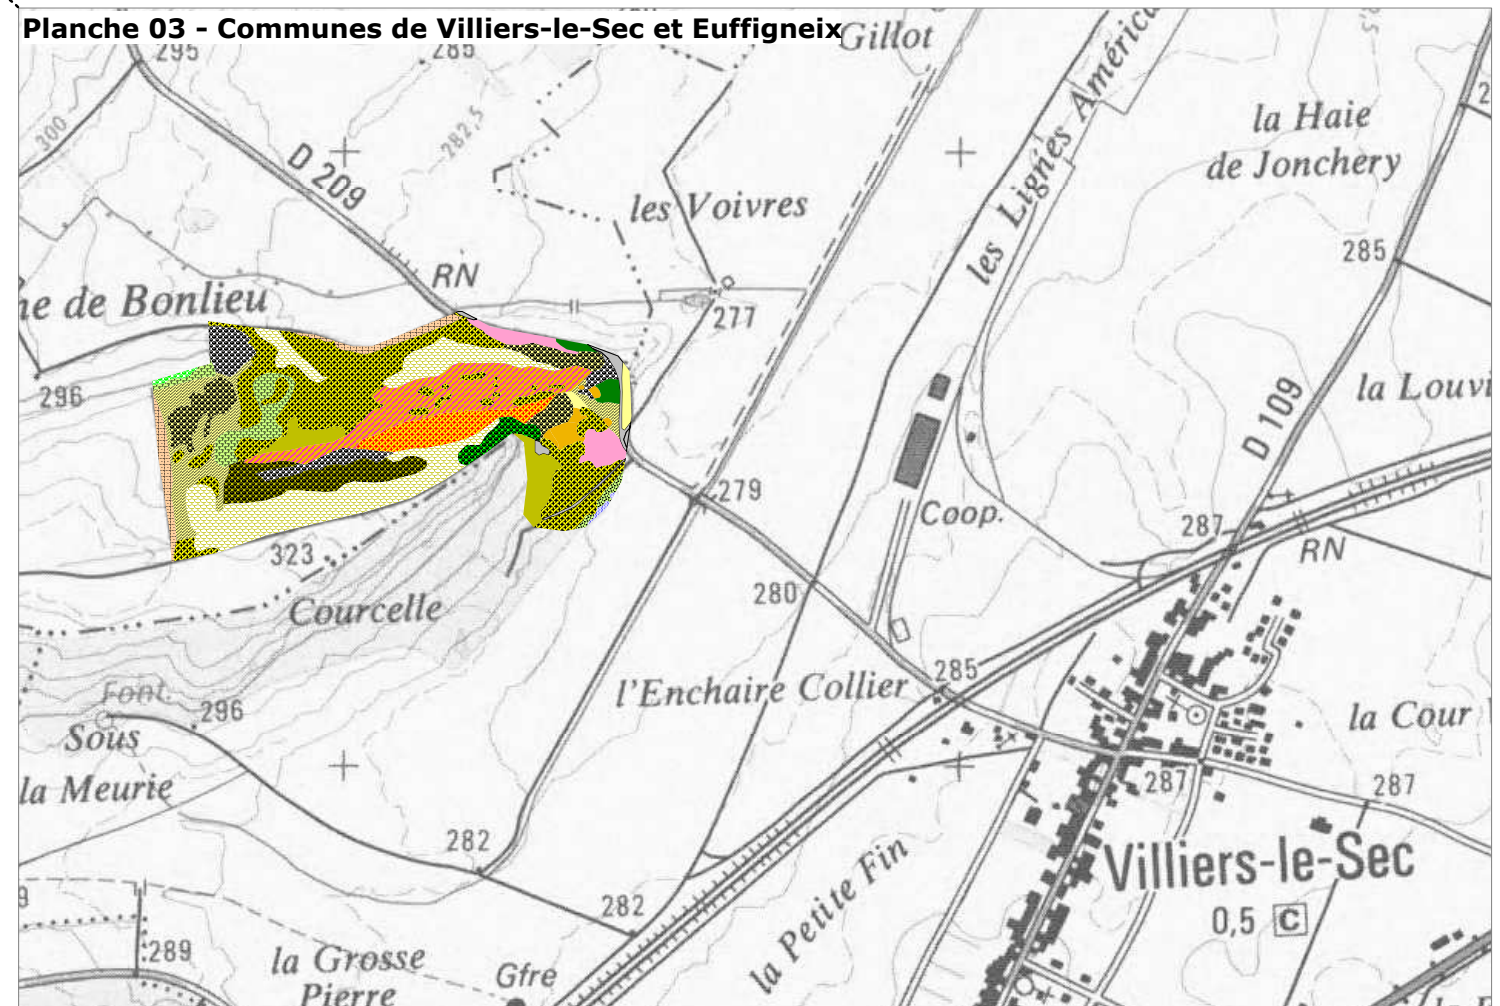 Planche 03 - Communes de Villiers-le-Sec et Euffigneix
Gillot
295
285
300
282,5
D 209
les Voivres
les Lignes
la Haie
de Jonchery
285
RN
de Bonlieu
277
296
D 109
279
Coop.
287
RN
323
Courcelle
280
285
l'Enchaire Collier
Font.
296
Sous
la Meurie
la Cour
287
287
282
Villiers-le-Sec
0,5 C
la Petite Fin
282
289
la Grosse
Pierre
Gfre